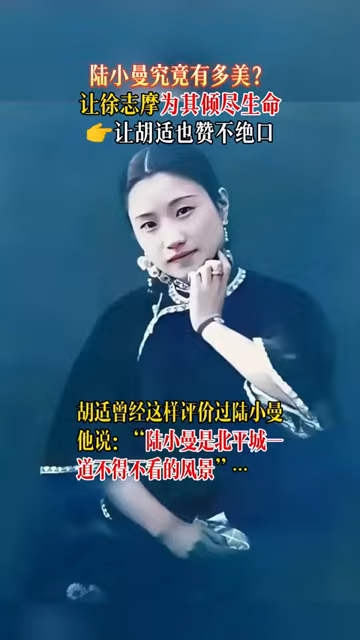 陆小曼究竟有多美?
让徐志摩为其倾尽生命
👉让胡适也赞不绝口
胡适曾经这样评价过陆小曼
他说：“陆小曼是北平城一
道不得不看的风景”…